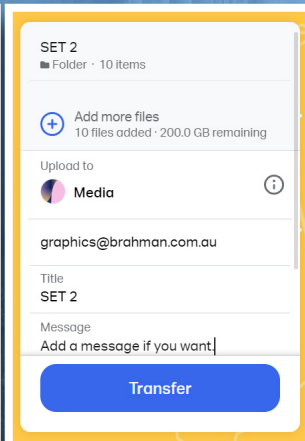 SET 2
Folder · 10 items
Add more files
10 files added · 200.0 GB remaining
Upload to
Media
graphics@brahman.com.au
Title
SET 2
Message
Add a message if you want.
Transfer